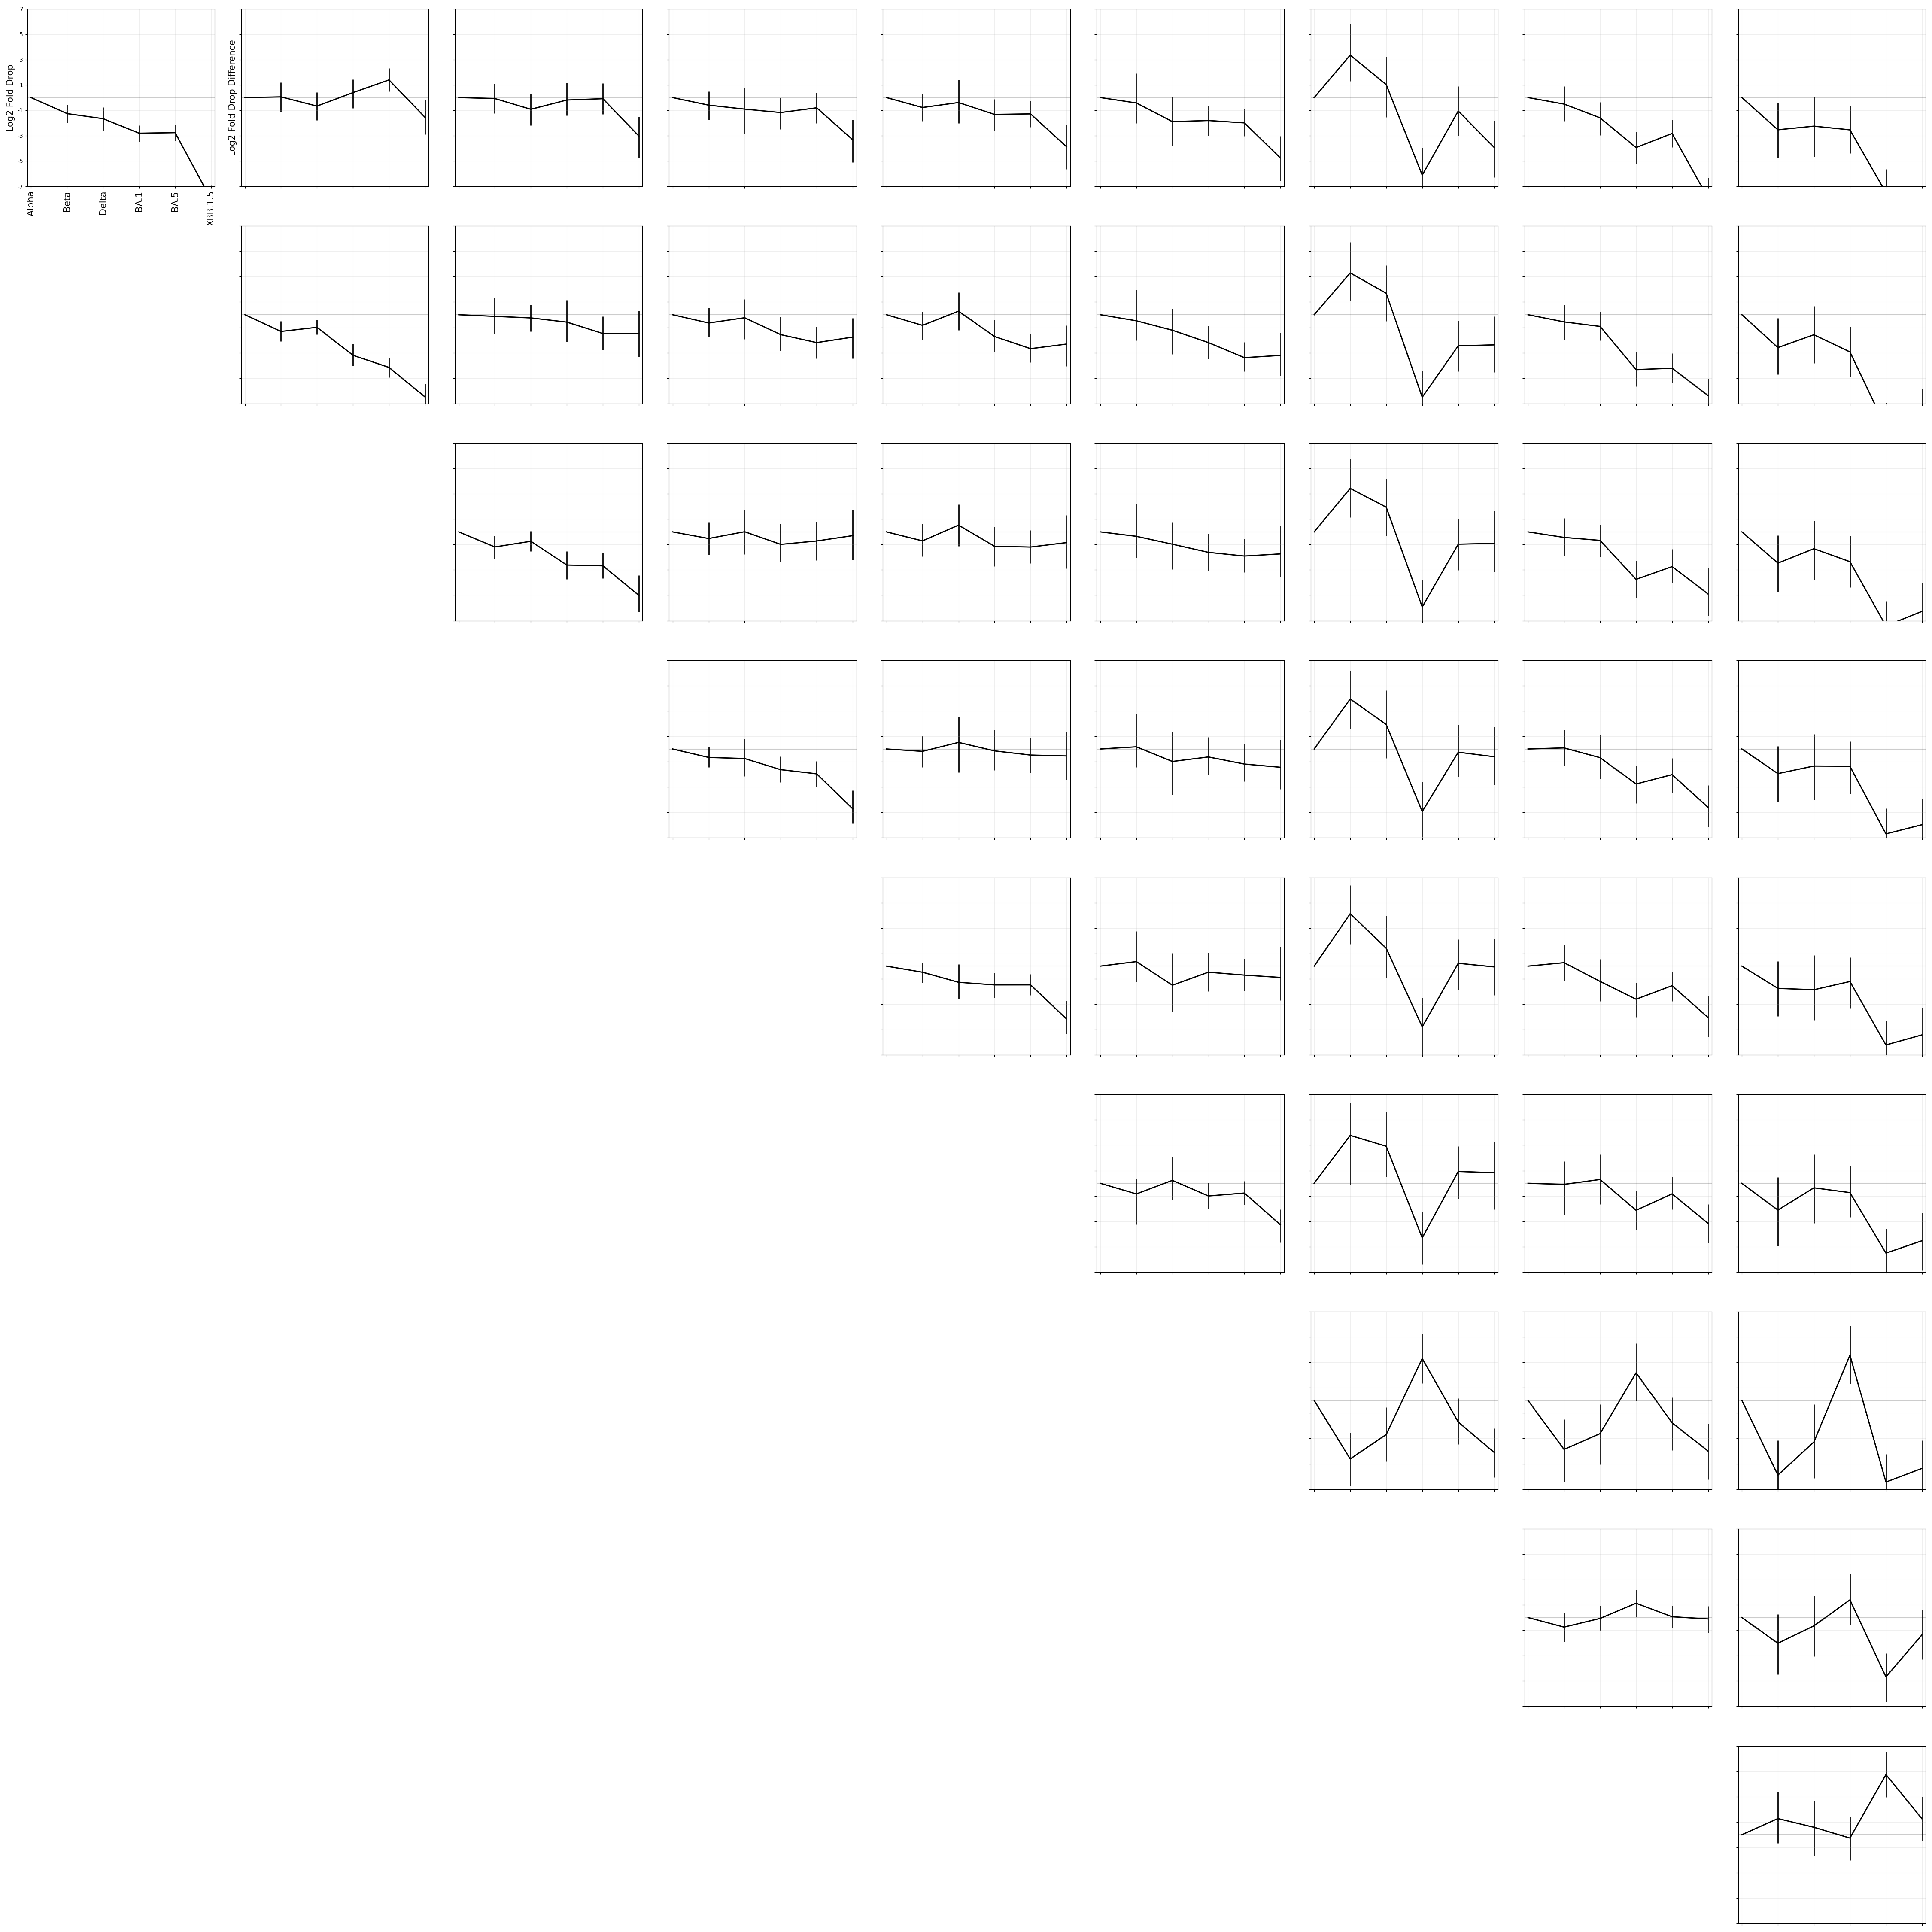 7
5
3
1
-1
-3
-5
-7
Log2 Fold Drop
Alpha
Beta
Delta
BA.1
BA.5
XBB.1.5
Log2 Fold Drop Difference